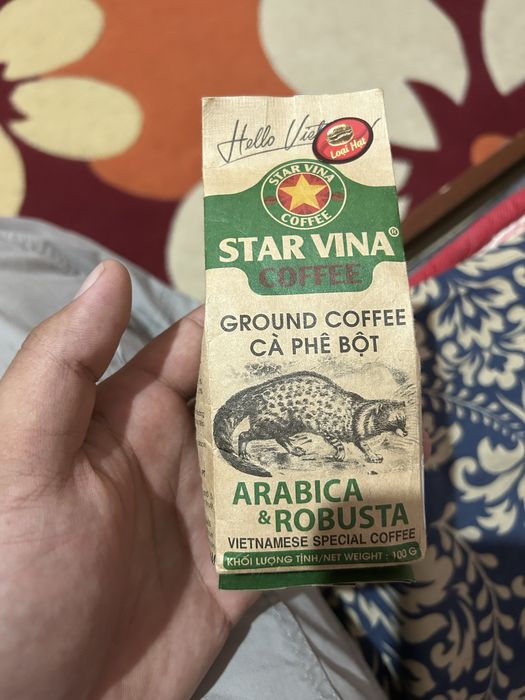 Hello
Loại Hạt
STAR VINA
COFFEE
STAR VINA®
COFFEE
GROUND COFFEE
CÀ PHÊ BỘT
ARABICA
& ROBUSTA
VIETNAMESE SPECIAL COFFEE
KHỐI LƯỢNG TỊNH/NET WEIGHT : 100 G